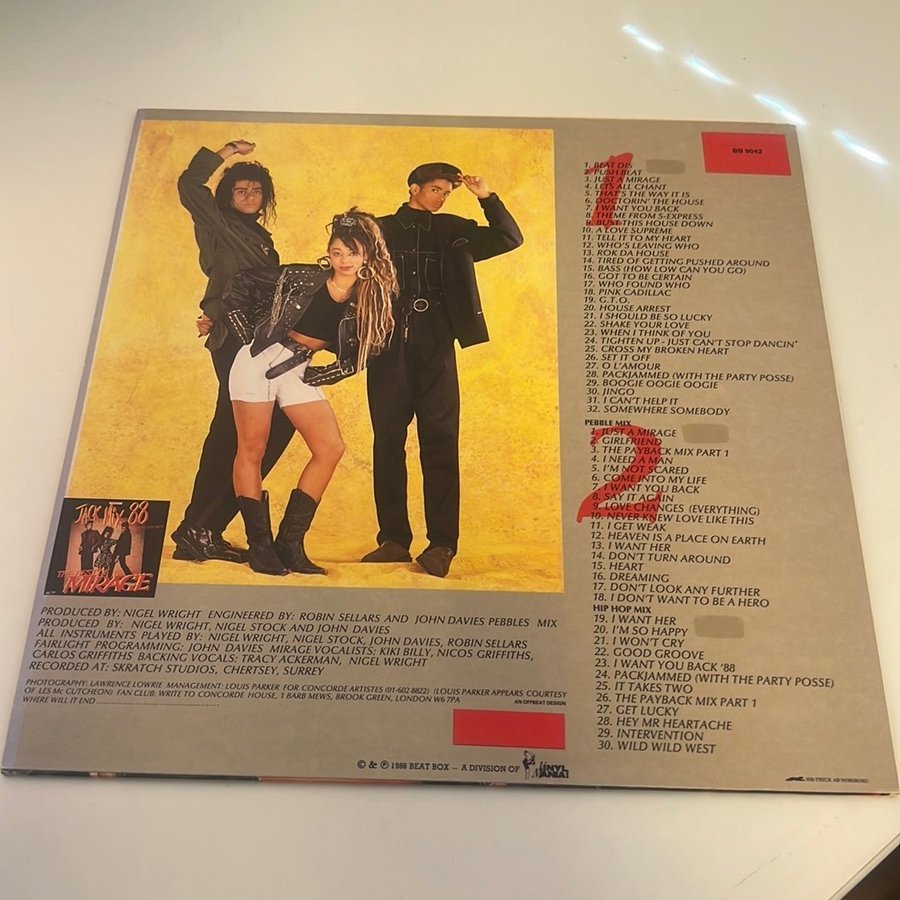 BB 9042
1
1. BEAT DIS
2. PUSH BEAT
3. JUST A MIRAGE
4. LETS ALL CHANT
5. THAT'S THE WAY IT IS
6. DOCTORIN' THE HOUSE
7. I WANT YOU BACK
8. THEME FROM S-EXPRESS
9. BUST THIS HOUSE DOWN
10. A LOVE SUPREME
11. TELL IT TO MY HEART
12. WHO'S LEAVING WHO
13. ROK DA HOUSE
14. TIRED OF GETTING PUSHED AROUND
15. BASS (HOW LOW CAN YOU GO)
16. GOT TO BE CERTAIN
17. WHO FOUND WHO
18. PINK CADILLAC
19. G.T.O.
20. HOUSE ARREST
21. I SHOULD BE SO LUCKY
22. SHAKE YOUR LOVE
23. WHEN I THINK OF YOU
24. TIGHTEN UP - JUST CAN'T STOP DANCIN'
25. CROSS MY BROKEN HEART
26. SET IT OFF
27. O L'AMOUR
28. PACKJAMMED (WITH THE PARTY POSSE)
29. BOOGIE OOGIE OOGIE
30. JINGO
31. I CAN'T HELP IT
32. SOMEWHERE SOMEBODY
2
PEBBLE MIX
1. JUST A MIRAGE
2. GIRLFRIEND
3. THE PAYBACK MIX PART 1
4. I NEED A MAN
5. I'M NOT SCARED
6. COME INTO MY LIFE
7. I WANT YOU BACK
8. SAY IT AGAIN
9. LOVE CHANGES (EVERYTHING)
10. NEVER KNEW LOVE LIKE THIS
11. I GET WEAK
12. HEAVEN IS A PLACE ON EARTH
13. I WANT HER
14. DON'T TURN AROUND
15. HEART
16. DREAMING
17. DON'T LOOK ANY FURTHER
18. I DON'T WANT TO BE A HERO
HIP HOP MIX
19. I WANT HER
20. I'M SO HAPPY
21. I WON'T CRY
22. GOOD GROOVE
23. I WANT YOU BACK '88
24. PACKJAMMED (WITH THE PARTY POSSE)
25. IT TAKES TWO
26. THE PAYBACK MIX PART 1
27. GET LUCKY
28. HEY MR HEARTACHE
29. INTERVENTION
30. WILD WILD WEST
JACK MIX '88
THE BEST OF
MIRAGE
PRODUCED BY: NIGEL WRIGHT ENGINEERED BY: ROBIN SELLARS AND JOHN DAVIES PEBBLES MIX
PRODUCED BY: NIGEL WRIGHT, NIGEL STOCK AND JOHN DAVIES
ALL INSTRUMENTS PLAYED BY: NIGEL WRIGHT, NIGEL STOCK, JOHN DAVIES, ROBIN SELLARS
FAIRLIGHT PROGRAMMING: JOHN DAVIES MIRAGE VOCALISTS: KIKI BILLY, NICOS GRIFFITHS,
CARLOS GRIFFITHS BACKING VOCALS: TRACY ACKERMAN, NIGEL WRIGHT
RECORDED AT: SKRATCH STUDIOS, CHERTSEY, SURREY
PHOTOGRAPHY: LAWRENCE LOWRIE MANAGEMENT: LOUIS PARKER FOR CONCORDE ARTISTES (01-602 8822) (LOUIS PARKER APPEARS COURTESY
OF LES Mc CUTCHEON) FAN CLUB: WRITE TO CONCORDE HOUSE, 1 BARB MEWS, BROOK GREEN, LONDON W6 7PA
AN OFFBEAT DESIGN
WHERE WILL IT END ......................................
© & ℗ 1988 BEAT BOX — A DIVISION OF VINYL MANIA!
TRYCK AB NORDBORG